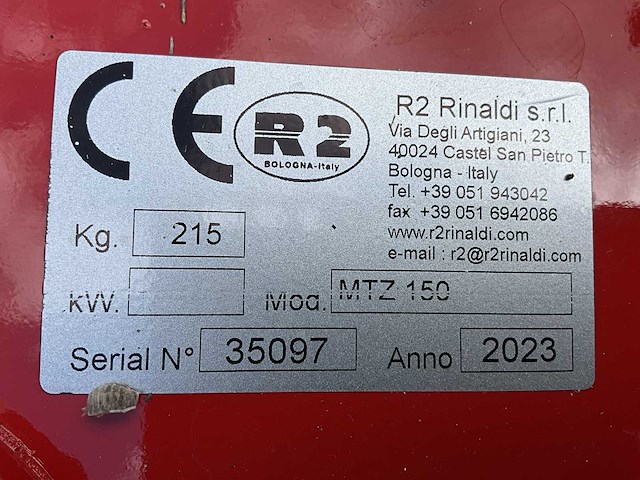 CE
R2
BOLOGNA-Italy
R2 Rinaldi s.r.l.
Via Degli Artigiani, 23
40024 Castel San Pietro T.
Bologna - Italy
Tel. +39 051 943042
fax +39 051 6942086
www.r2rinaldi.com
e-mail : r2@r2rinaldi.com
Kg. 215
kW. Mod. MTZ 150
Serial N° 35097 Anno 2023